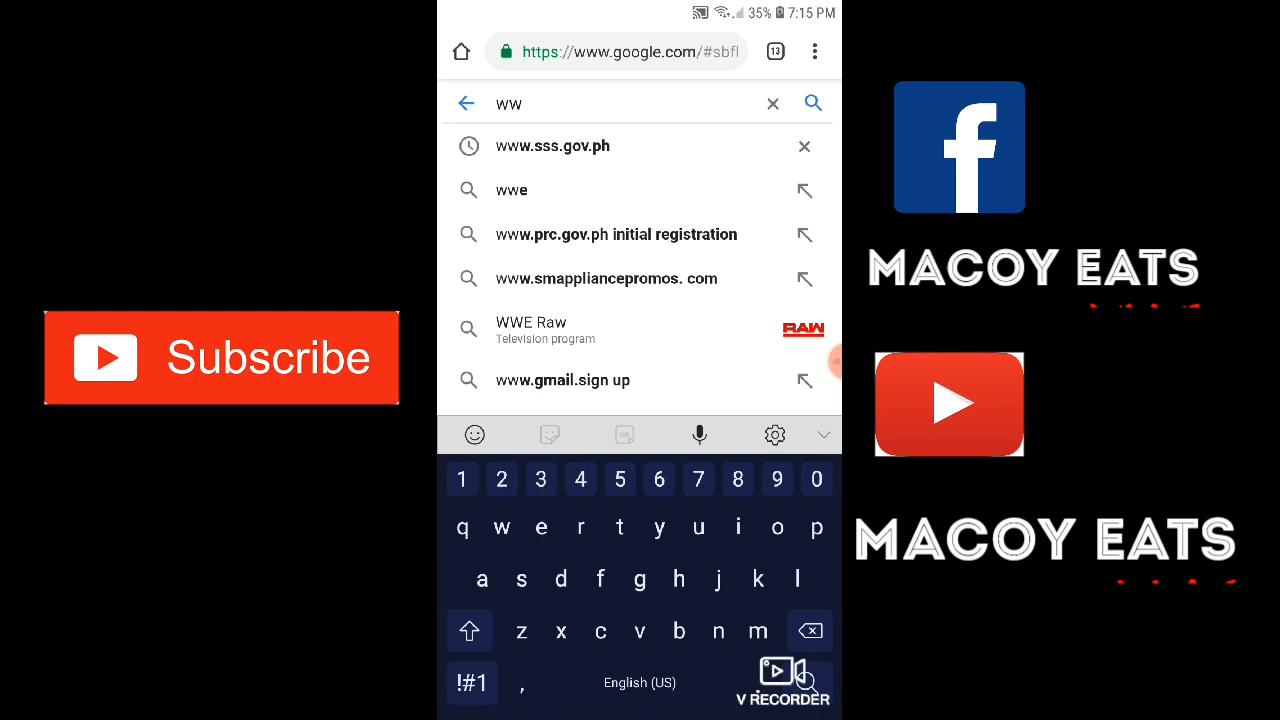 35% 7:15 PM
https://www.google.com/#sbfl
13
ww
www.sss.gov.ph
wwe
www.prc.gov.ph initial registration
www.smappliancepromos. com
WWE Raw
Television program
RAW
www.gmail.sign up
GIF
1 2 3 4 5 6 7 8 9 0
q w e r t y u i o p
a s d f g h j k l
z x c v b n m
!#1 , English (US) .
V RECORDER
Subscribe
f
MACOY EATS
MACOY EATS